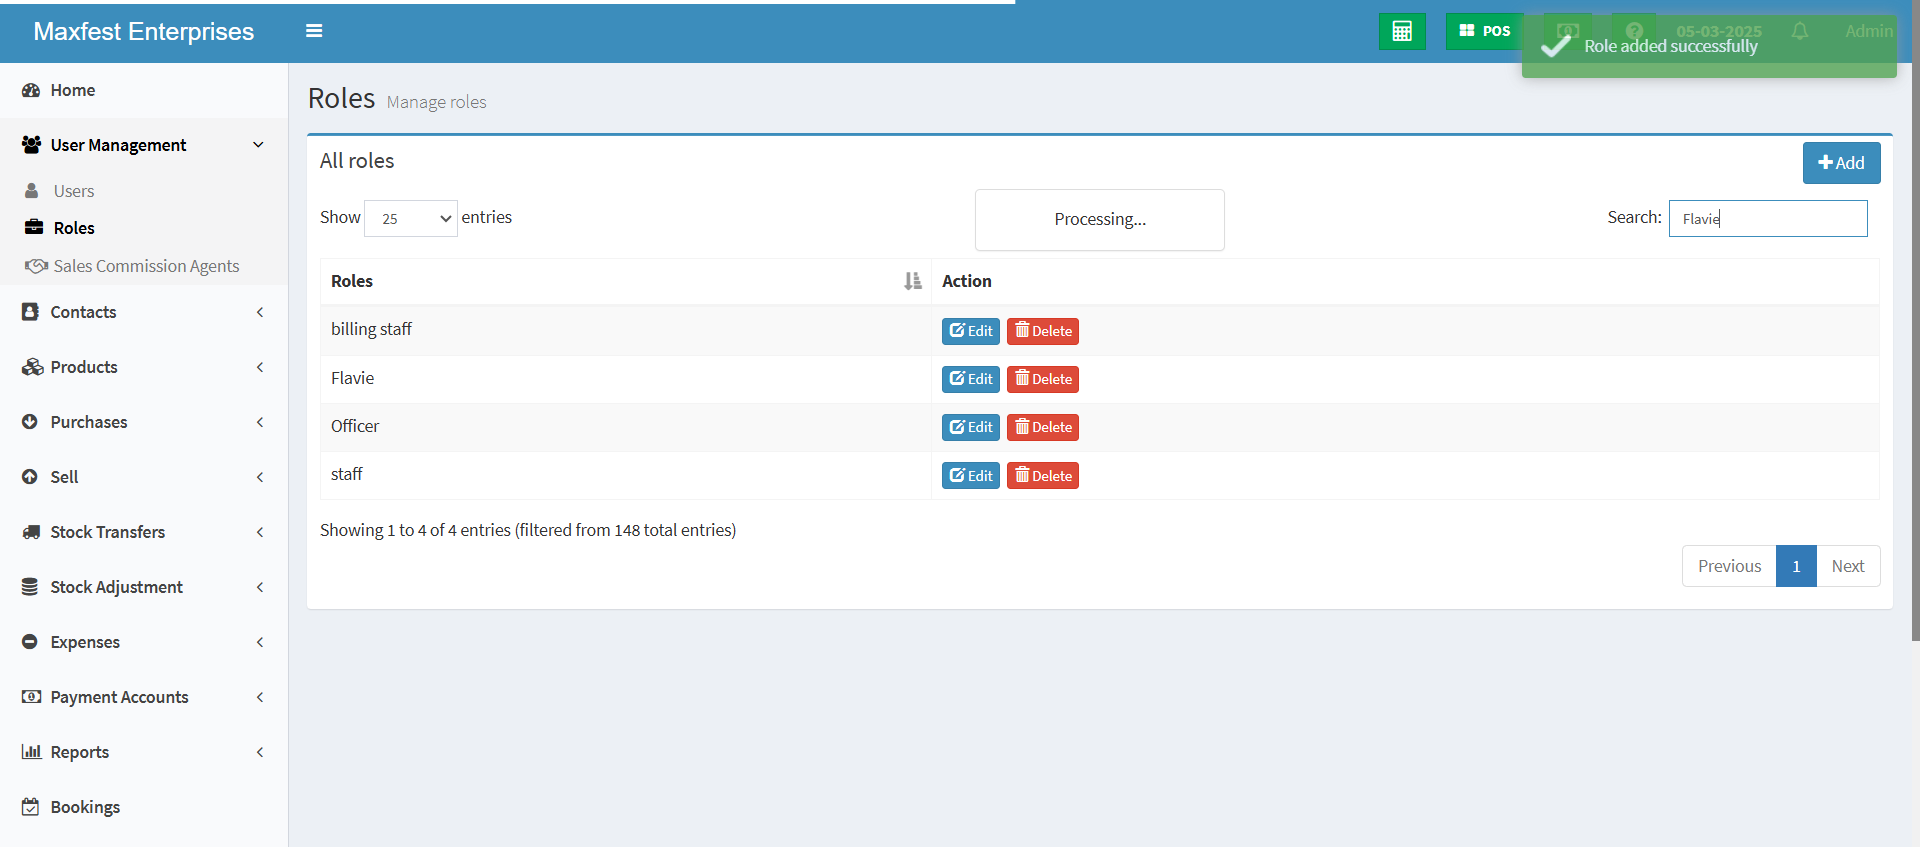 Maxfest Enterprises
POS
05-03-2025
Admin
Role added successfully
Home
User Management
Users
Roles
Sales Commission Agents
Contacts
Products
Purchases
Sell
Stock Transfers
Stock Adjustment
Expenses
Payment Accounts
Reports
Bookings
Roles Manage roles
All roles
Add
Show 25 entries
Processing...
Search: Flavie
Roles Action
billing staff Edit Delete
Flavie Edit Delete
Officer Edit Delete
staff Edit Delete
Showing 1 to 4 of 4 entries (filtered from 148 total entries)
Previous 1 Next